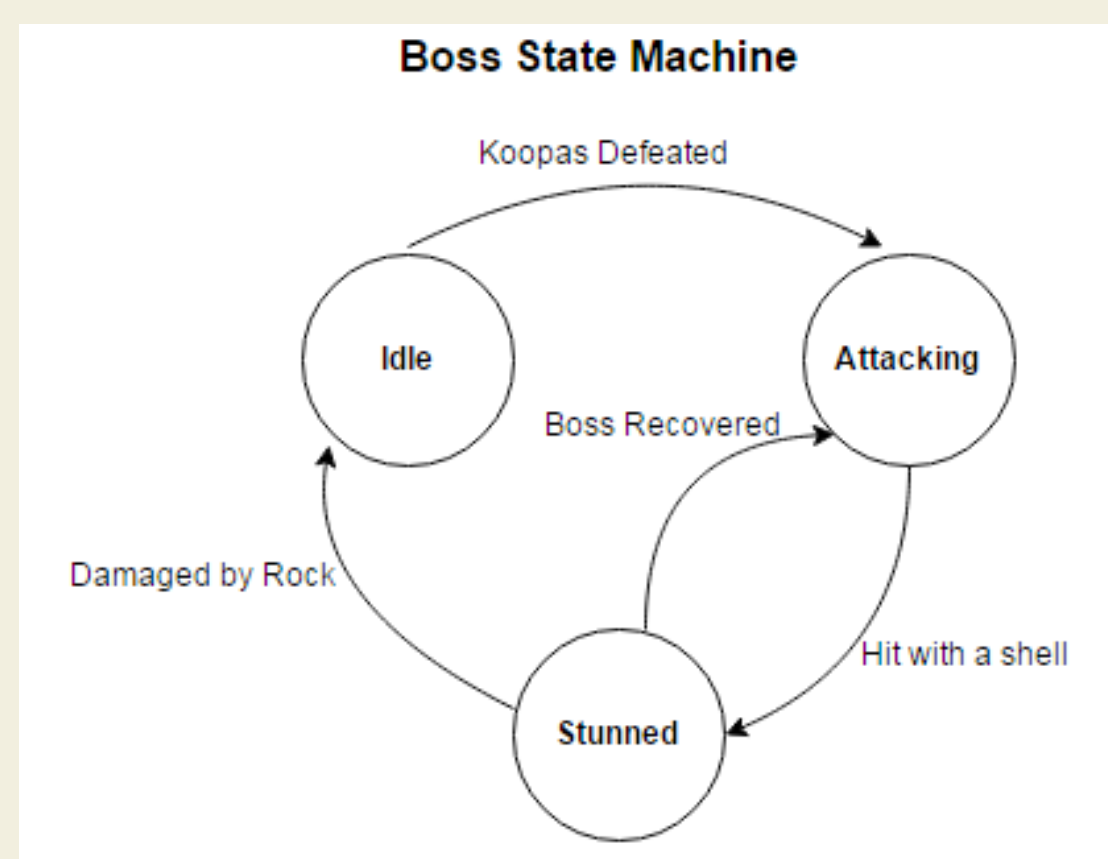 Boss State Machine
Koopas Defeated
Idle
Attacking
Boss Recovered
Damaged by Rock
Hit with a shell
Stunned